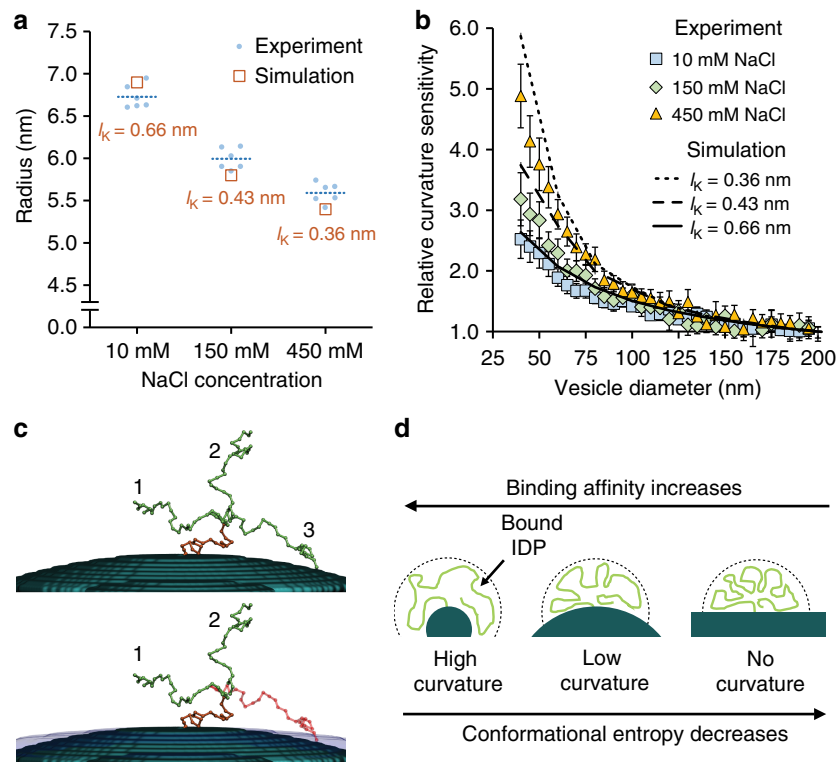 a
7.5
7.0
6.5
6.0
5.5
5.0
4.5
0.0
Radius (nm)
Experiment
Simulation
lK = 0.66 nm
lK = 0.43 nm
lK = 0.36 nm
10 mM
150 mM
450 mM
NaCl concentration
b
6.0
5.0
4.0
3.0
2.0
1.0
Relative curvature sensitivity
Experiment
10 mM NaCl
150 mM NaCl
450 mM NaCl
Simulation
lK = 0.36 nm
lK = 0.43 nm
lK = 0.66 nm
25 50 75 100 125 150 175 200
Vesicle diameter (nm)
c
1
2
3
1
2
d
Binding affinity increases
Bound
IDP
High
curvature
Low
curvature
No
curvature
Conformational entropy decreases